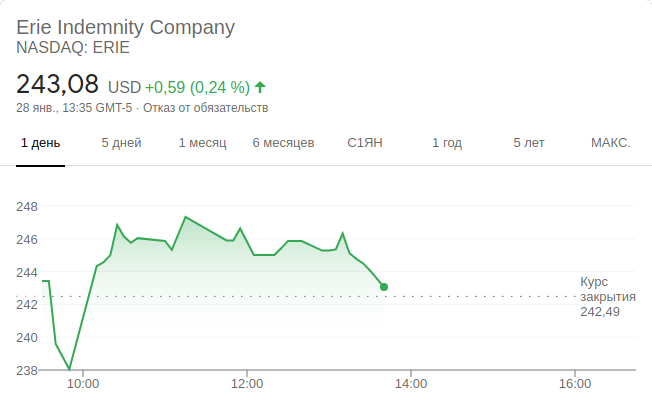 Erie Indemnity Company
NASDAQ: ERIE
243,08 USD +0,59 (0,24 %)
28 янв., 13:35 GMT-5 · Отказ от обязательств
1 день 5 дней 1 месяц 6 месяцев С1ЯН 1 год 5 лет МАКС.
248
246
244
242
240
238
Курс
закрытия
242,49
10:00 12:00 14:00 16:00